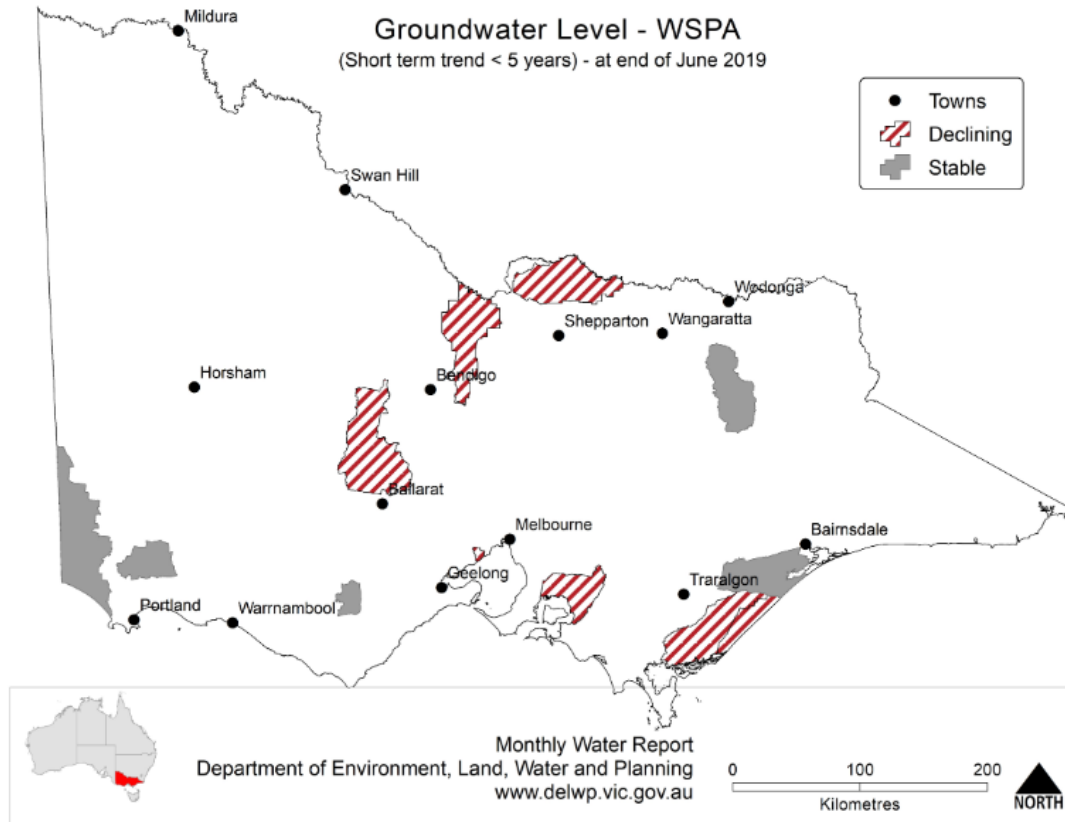 Groundwater Level - WSPA
(Short term trend < 5 years) - at end of June 2019
Towns
Declining
Stable
Mildura
Swan Hill
Wodonga
Shepparton
Wangaratta
Horsham
Bendigo
Ballarat
Melbourne
Bairnsdale
Geelong
Traralgon
Portland
Warrnambool
Monthly Water Report
Department of Environment, Land, Water and Planning
www.delwp.vic.gov.au
0 100 200
Kilometres
NORTH